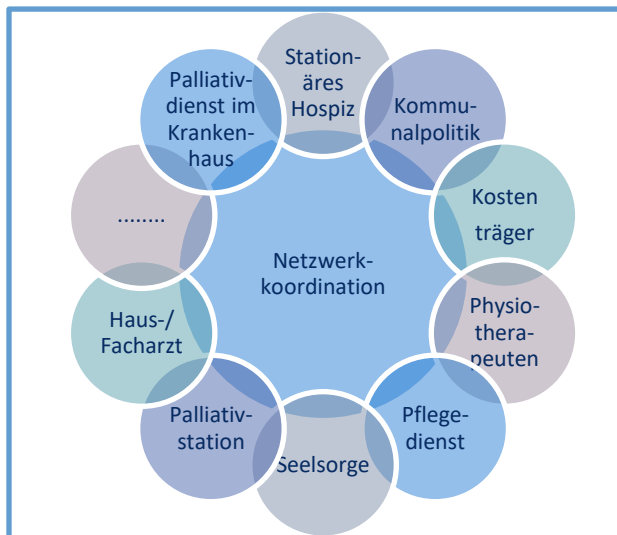 Station-
äres
Hospiz
Kommu-
nalpolitik
Kosten
träger
Physio-
thera-
peuten
Pflege-
dienst
Seelsorge
Palliativ-
station
Haus-/
Facharzt
........
Palliativ
dienst im
Kranken-
haus
Netzwerk-
koordination